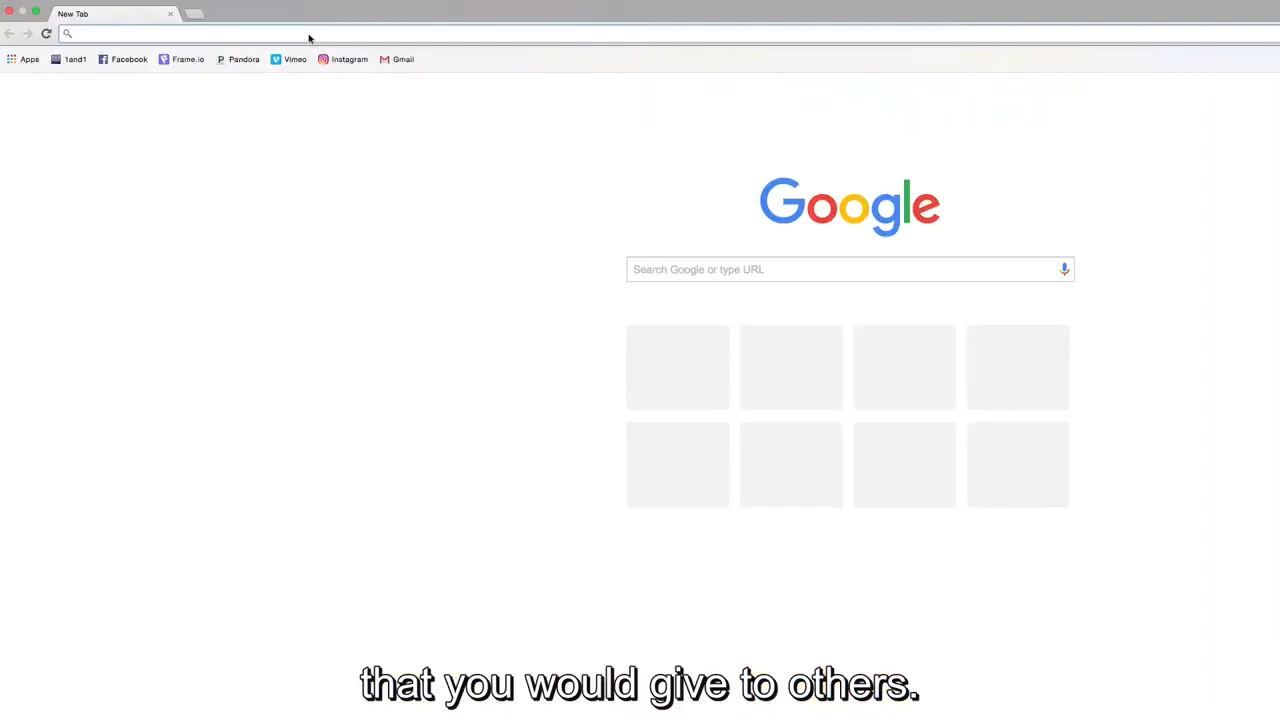 New Tab
Apps 1and1 Facebook Frame.io Pandora Vimeo Instagram Gmail
Google
Search Google or type URL
that you would give to others.